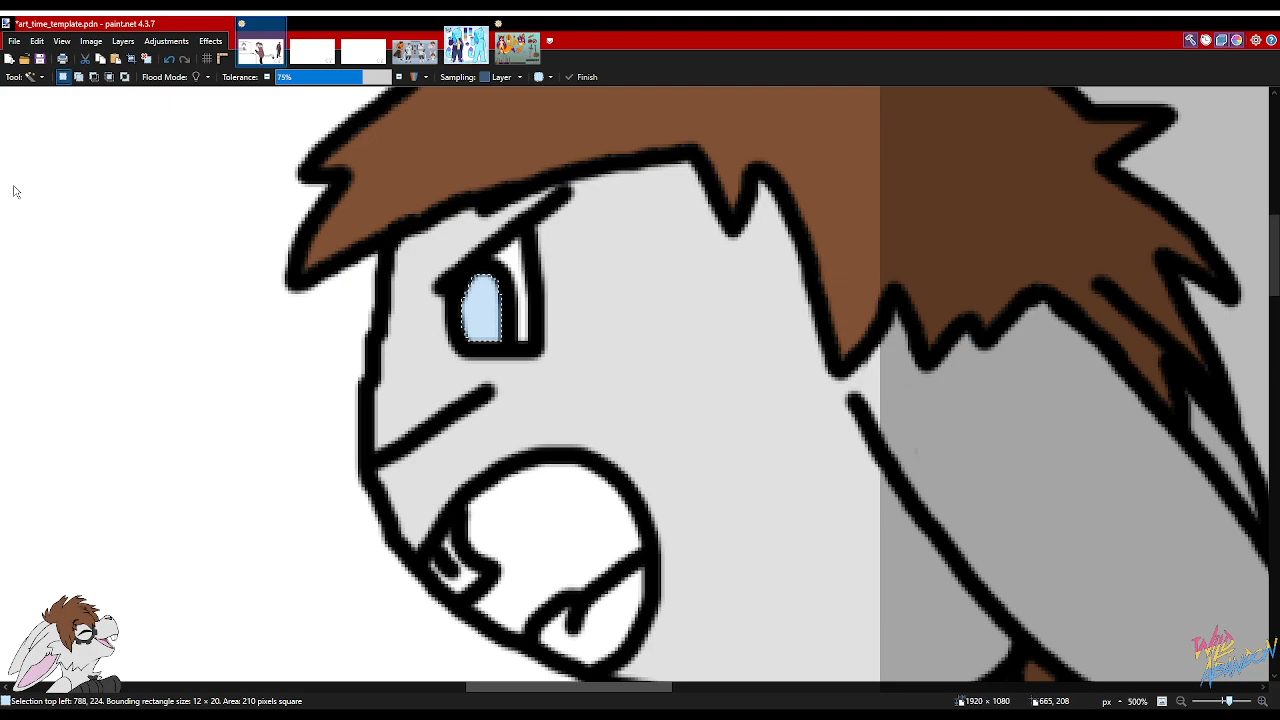 *art_time_template.pdn - paint.net 4.3.7
File Edit View Image Layers Adjustments Effects
Tool: Flood Mode: Tolerance: 75% Sampling: Layer Finish
Selection top left: 788, 224. Bounding rectangle size: 12 × 20. Area: 210 pixels square
1920 × 1080 665, 208 px 500%